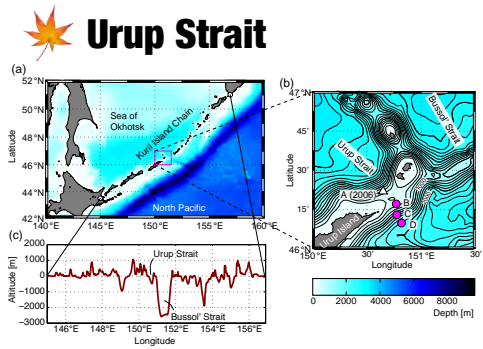 Urup Strait
(a)
52°N
50°N
48°N
46°N
44°N
42°N
Latitude
Sea of
Okhotsk
Kuril Island Chain
North Pacific
140°E
145°E
150°E
155°E
160°E
(b)
47°N
45'
30'
15'
46°N
Latitude
Bussol' Strait
Urup Strait
A (2006)
B
C
D
Urup Island
150°E
30'
151°E
30'
Longitude
0 2000 4000 6000 8000
Depth [m]
(c)
2000
1000
0
−1000
−2000
−3000
Altitude [m]
Urup Strait
Bussol' Strait
146°E
148°E
150°E
152°E
154°E
156°E
Longitude